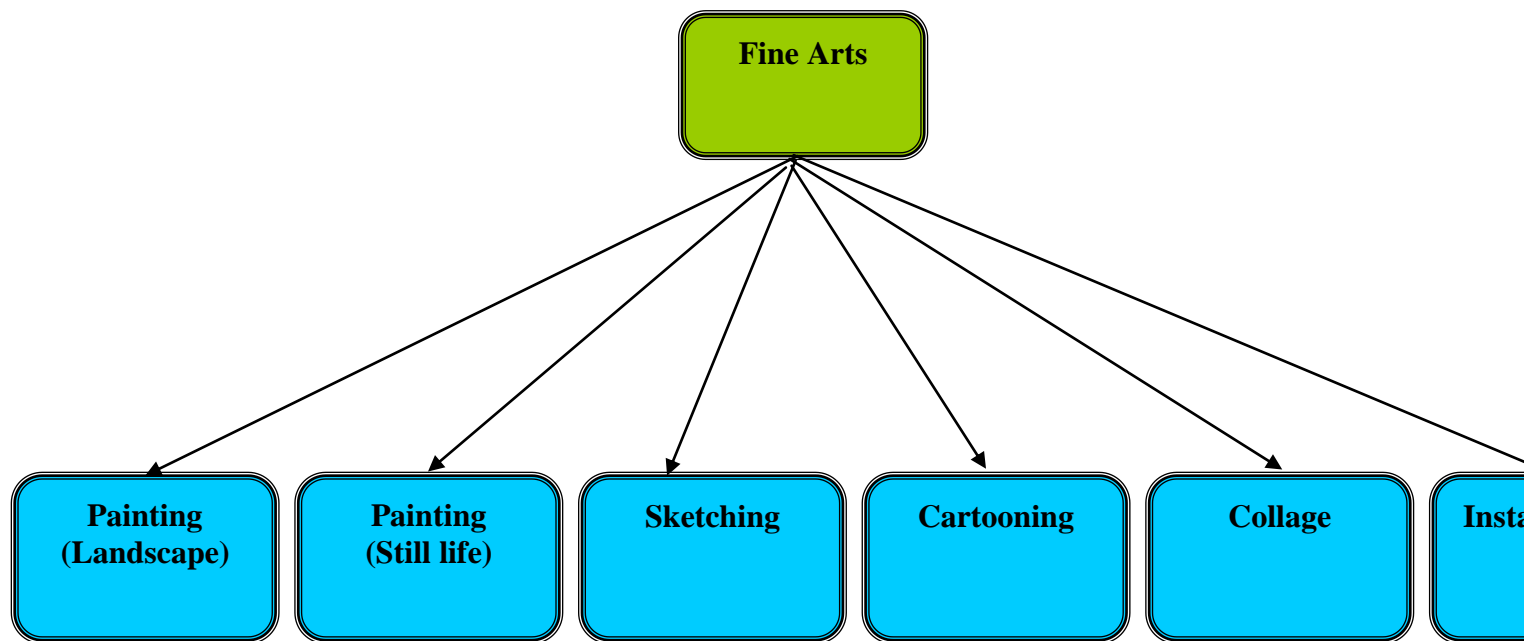 Fine Arts
Painting
(Landscape)
Painting
(Still life)
Sketching
Cartooning
Collage